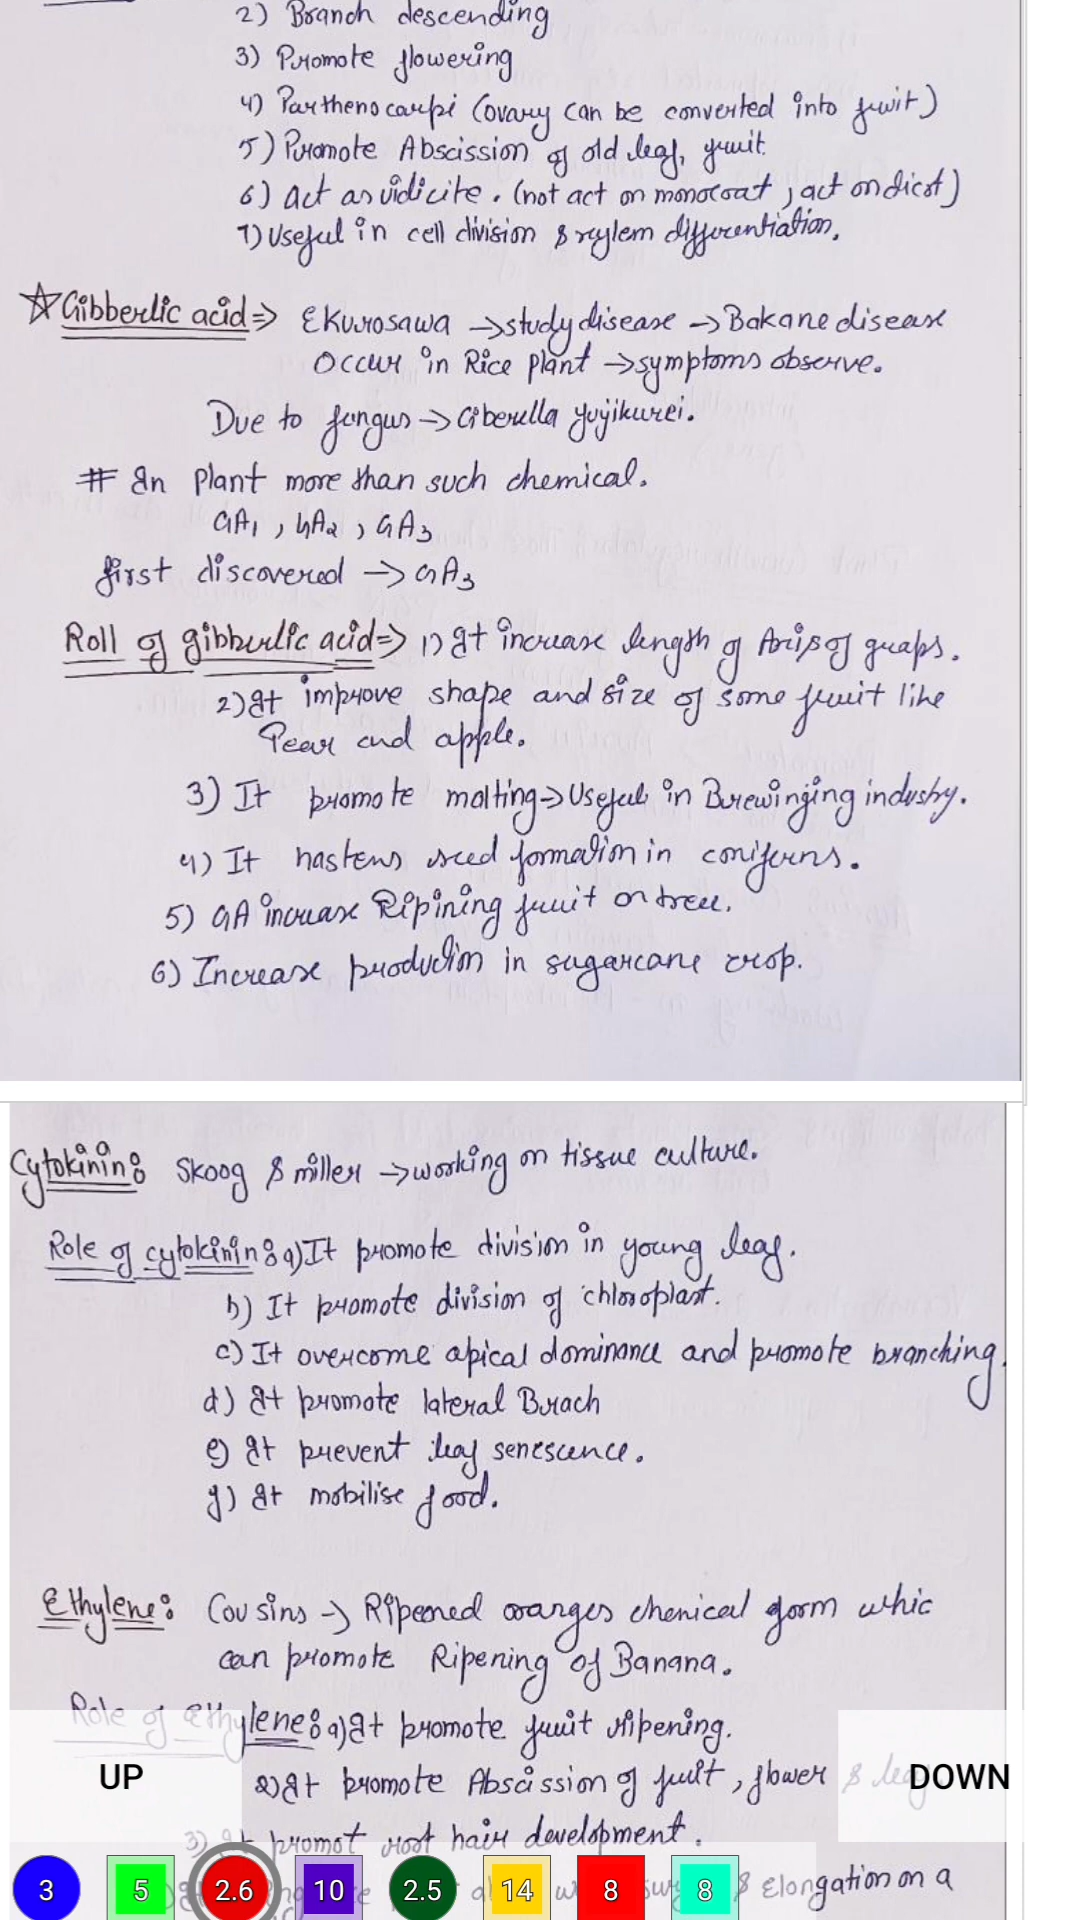 2) Branch descending
3) Promote flowering
4) Parthenocarpi (ovary can be converted into fruit)
5) Promote Abscission of old leaf, fruit.
6) act as vidicite. (not act on monocoat, act on dicot)
7) Useful in cell division & xylem differentiation.
☆Gibberlic acid⇒ E Kurosawa →study disease →Bakane disease
Occur in Rice plant →symptoms observe.
Due to fungus → Giberella fujikurei.
# In plant more than such chemical.
GA1, GA2, GA3
first discovered → GA3
Roll of gibberlic acid⇒ 1) It increase length of of graps.
2) It improve shape and size of some fruit like
Pear and apple.
3) It promote malting→ Useful in Brewinging industry.
4) It hastens seed formation in coniferns.
5) GA increase Ripining fruit on tree.
6) Increase production in sugarcane crop.
Cytokinin: Skoog & miller → working on tissue culture.
Role of cytokinin: a) It promote division in young leaf.
b) It promote division of chloroplast.
c) It overcome apical dominance and promote branching.
d) It promote lateral Brach
e) It prevent leaf senescence.
f) It mobilise food.
Ethylene: Cousins → Ripened oranges chemical form whic
can promote Ripening of Banana.
Role of Ethylene: a) It promote fruit ripening.
UP DOWN
2) It promote Abscission of fruit, flower &
3) It promot root hair development.
3 5 2.6 10 2.5 14 8 8
& Elongation on a